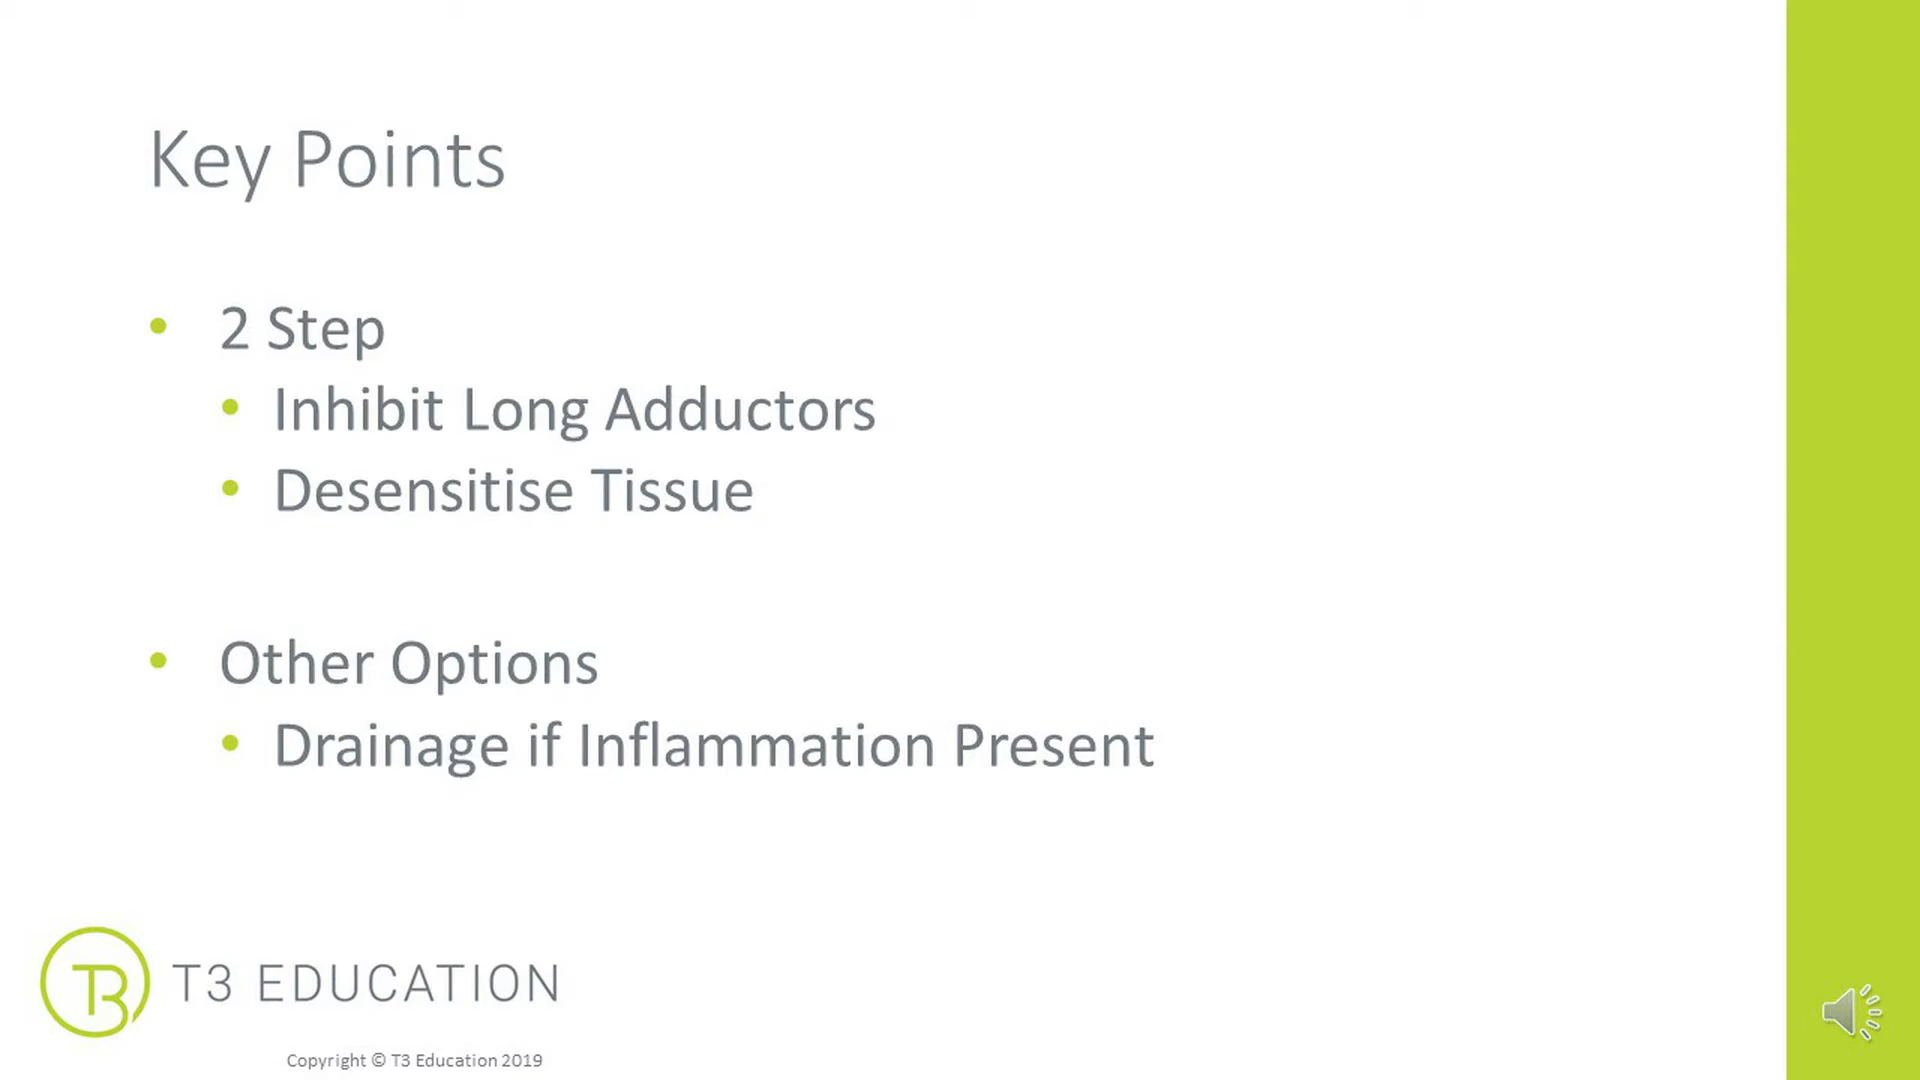 Key Points
• 2 Step
• Inhibit Long Adductors
• Desensitise Tissue
• Other Options
• Drainage if Inflammation Present
T3 T3 EDUCATION
Copyright © T3 Education 2019